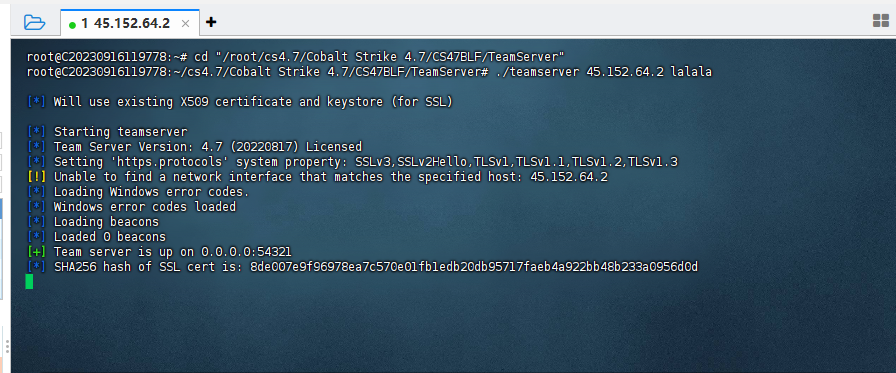 1 45.152.64.2 × +
root@C20230916119778:~# cd "/root/cs4.7/Cobalt Strike 4.7/CS47BLF/TeamServer"
root@C20230916119778:~/cs4.7/Cobalt Strike 4.7/CS47BLF/TeamServer# ./teamserver 45.152.64.2 lalala
[*] Will use existing X509 certificate and keystore (for SSL)
[*] Starting teamserver
[*] Team Server Version: 4.7 (20220817) Licensed
[*] Setting 'https.protocols' system property: SSLv3,SSLv2Hello,TLSv1,TLSv1.1,TLSv1.2,TLSv1.3
[!] Unable to find a network interface that matches the specified host: 45.152.64.2
[*] Loading Windows error codes.
[*] Windows error codes loaded
[*] Loading beacons
[*] Loaded 0 beacons
[+] Team server is up on 0.0.0.0:54321
[*] SHA256 hash of SSL cert is: 8de007e9f96978ea7c570e01fb1edb20db95717faeb4a922bb48b233a0956d0d